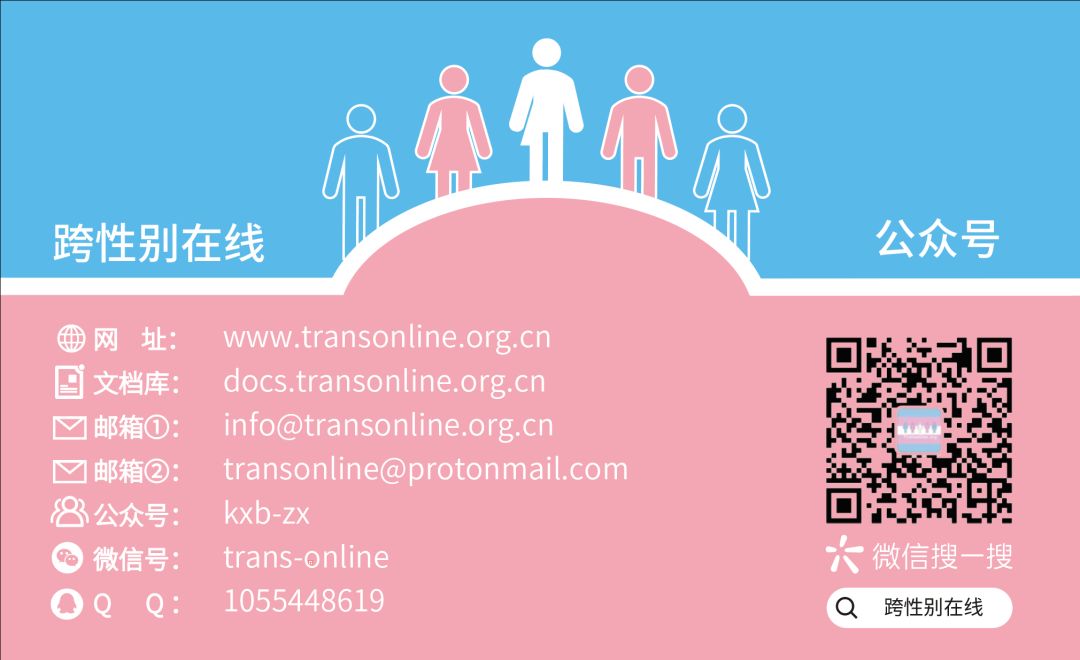 跨性别在线
公众号
网 址： www.transonline.org.cn
文档库： docs.transonline.org.cn
邮箱①： info@transonline.org.cn
邮箱②： transonline@protonmail.com
公众号： kxb-zx
微信号： trans-online
Q Q： 1055448619
微信搜一搜
跨性别在线